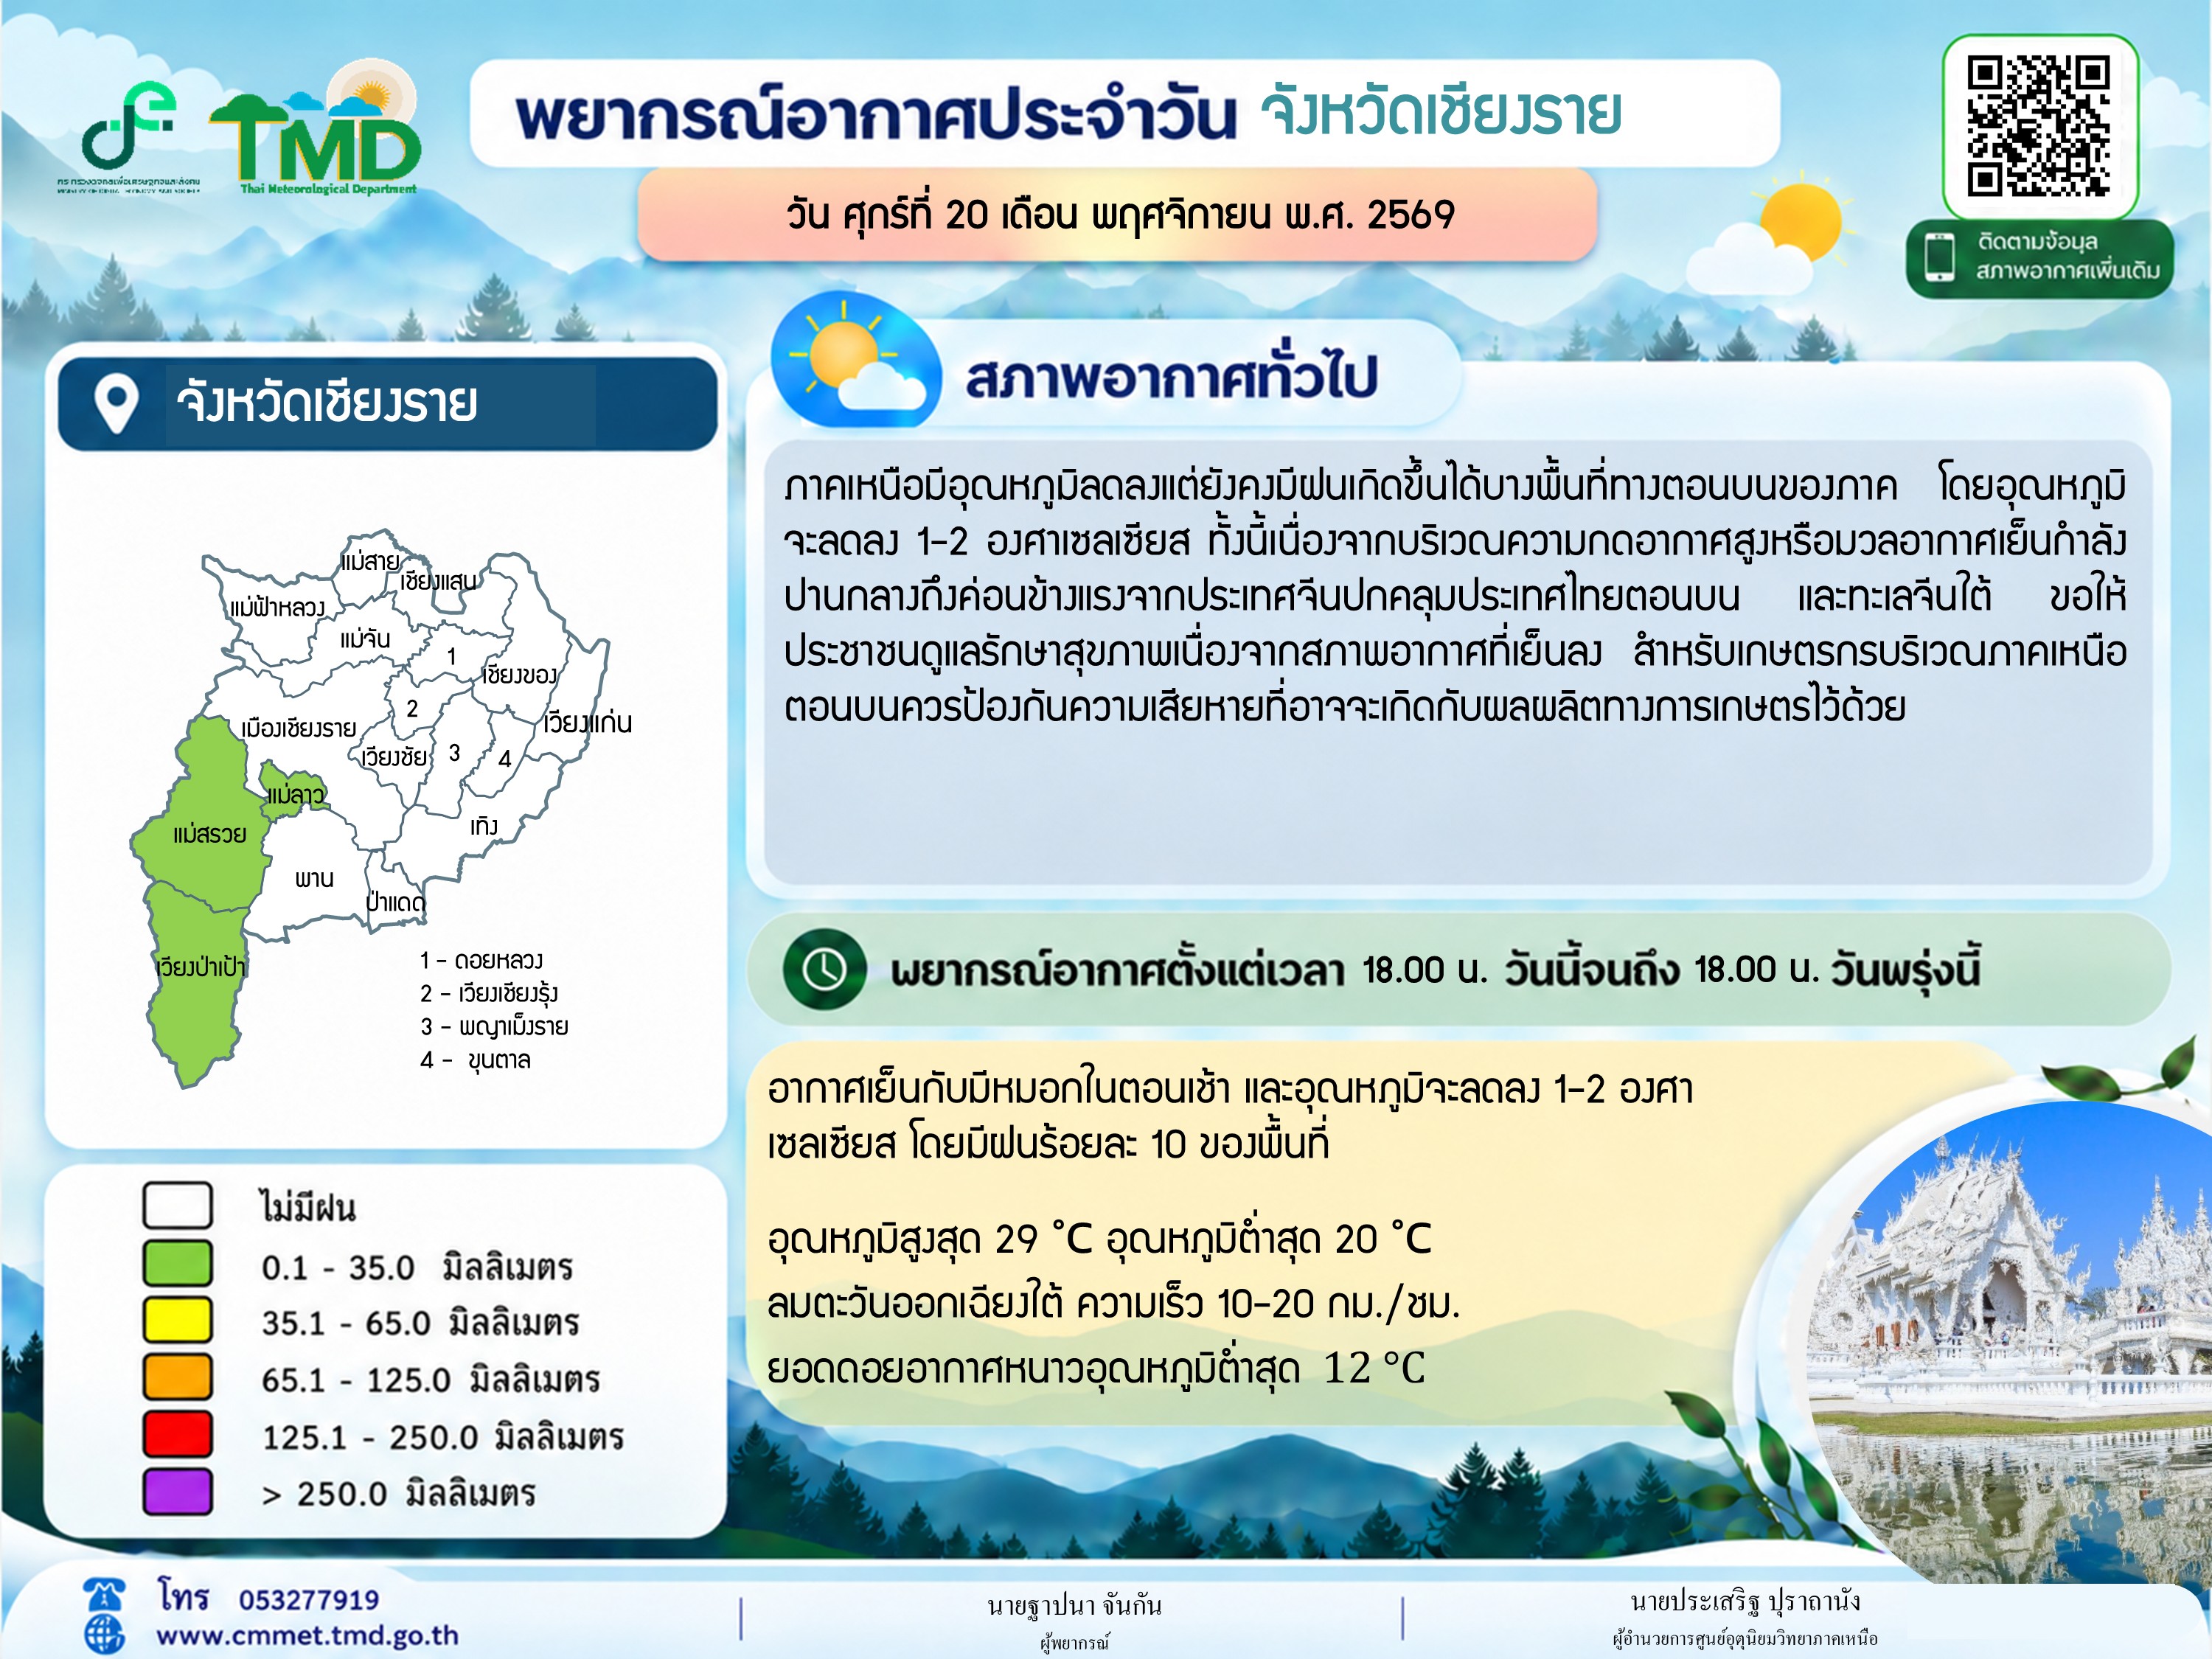 TMD
Thai Meteorological Department
พยากรณ์อากาศประจำวัน จังหวัดเชียงราย
วัน ศุกร์ที่ 20 เดือน พฤศจิกายน พ.ศ. 2569
ติดตามข้อมูล
สภาพอากาศเพิ่มเติม
จังหวัดเชียงราย
แม่สาย
เชียงแสน
แม่ฟ้าหลวง
แม่จัน
1
เชียงของ
2
เมืองเชียงราย
เวียงแก่น
เวียงชัย
3
4
แม่ลาว
แม่สรวย
เทิง
พาน
ป่าแดด
เวียงป่าเป้า
1 - ดอยหลวง
2 - เวียงเชียงรุ้ง
3 - พญาเม็งราย
4 - ขุนตาล
ไม่มีฝน
0.1 - 35.0 มิลลิเมตร
35.1 - 65.0 มิลลิเมตร
65.1 - 125.0 มิลลิเมตร
125.1 - 250.0 มิลลิเมตร
> 250.0 มิลลิเมตร
สภาพอากาศทั่วไป
ภาคเหนือมีอุณหภูมิลดลงแต่ยังคงมีฝนเกิดขึ้นได้บางพื้นที่ทางตอนบนของภาค โดยอุณหภูมิ
จะลดลง 1-2 องศาเซลเซียส ทั้งนี้เนื่องจากบริเวณความกดอากาศสูงหรือมวลอากาศเย็นกำลัง
ปานกลางถึงค่อนข้างแรงจากประเทศจีนปกคลุมประเทศไทยตอนบน และทะเลจีนใต้ ขอให้
ประชาชนดูแลรักษาสุขภาพเนื่องจากสภาพอากาศที่เย็นลง สำหรับเกษตรกรบริเวณภาคเหนือ
ตอนบนควรป้องกันความเสียหายที่อาจจะเกิดกับผลผลิตทางการเกษตรไว้ด้วย
พยากรณ์อากาศตั้งแต่เวลา 18.00 น. วันนี้จนถึง 18.00 น. วันพรุ่งนี้
อากาศเย็นกับมีหมอกในตอนเช้า และอุณหภูมิจะลดลง 1-2 องศา
เซลเซียส โดยมีฝนร้อยละ 10 ของพื้นที่
อุณหภูมิสูงสุด 29 °C อุณหภูมิต่ำสุด 20 °C
ลมตะวันออกเฉียงใต้ ความเร็ว 10-20 กม./ชม.
ยอดดอยอากาศหนาวอุณหภูมิต่ำสุด 12 °C
โทร 053277919
www.cmmet.tmd.go.th
นายฐาปนา จันกัน
ผู้พยากรณ์
นายประเสริฐ ปุราถานัง
ผู้อำนวยการศูนย์อุตุนิยมวิทยาภาคเหนือ